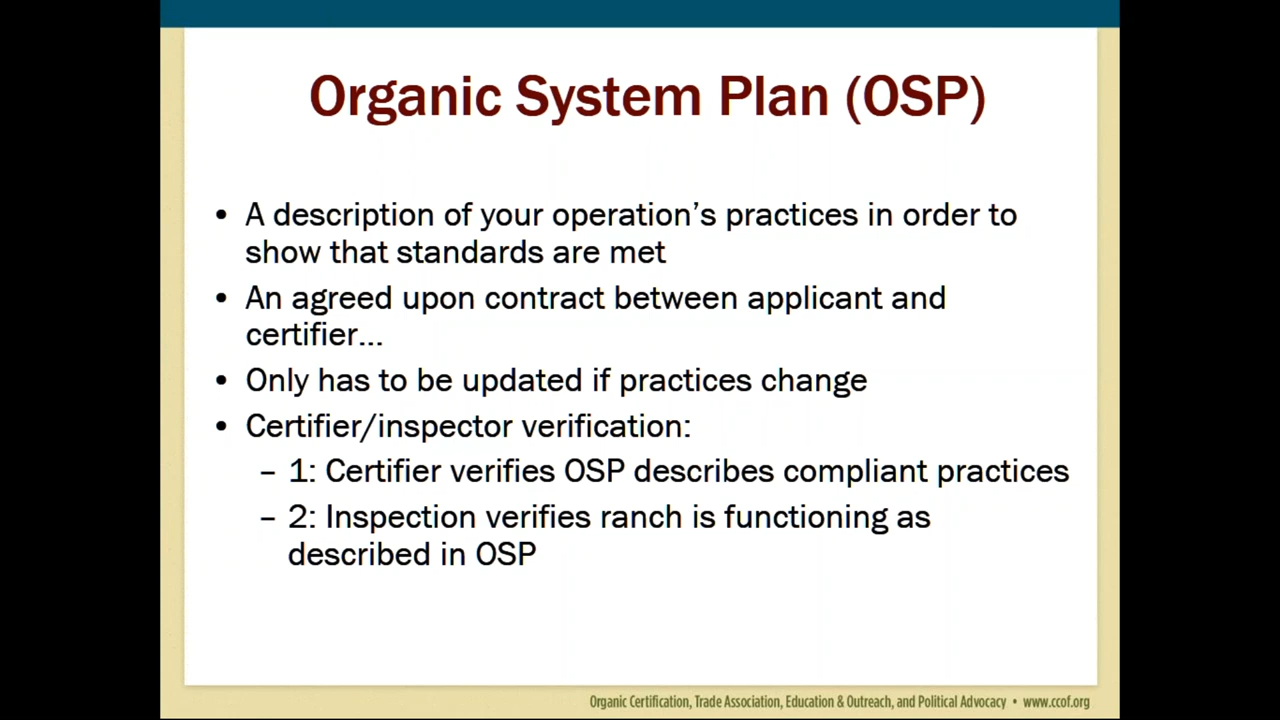 Organic System Plan (OSP)
• A description of your operation’s practices in order to
show that standards are met
• An agreed upon contract between applicant and
certifier...
• Only has to be updated if practices change
• Certifier/inspector verification:
– 1: Certifier verifies OSP describes compliant practices
– 2: Inspection verifies ranch is functioning as
described in OSP
Organic Certification, Trade Association, Education & Outreach, and Political Advocacy • www.ccof.org